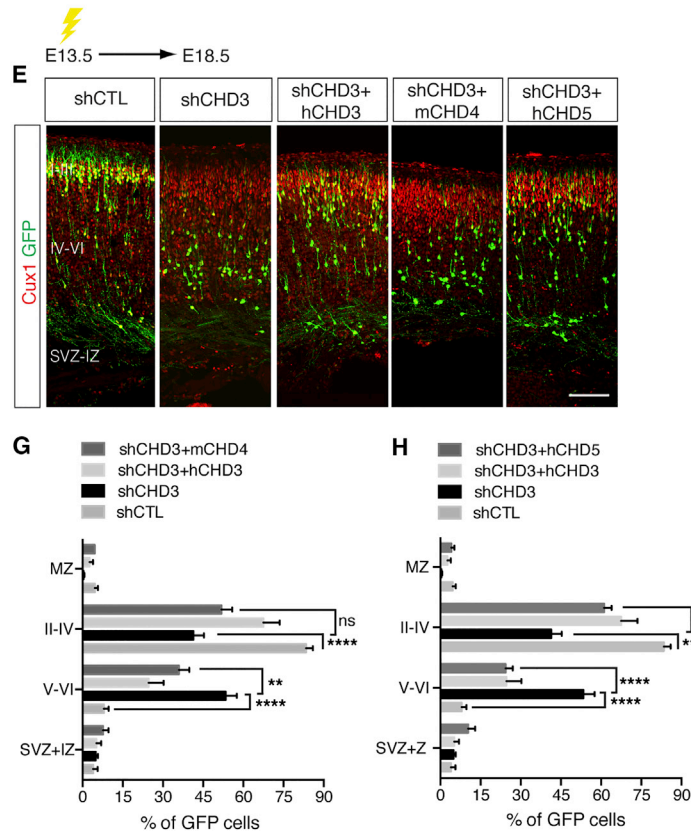 E13.5 E18.5
E
shCTL
shCHD3
shCHD3+
hCHD3
shCHD3+
mCHD4
shCHD3+
hCHD5
Cux1 GFP
IV-VI
SVZ-IZ
G
shCHD3+mCHD4
shCHD3+hCHD3
shCHD3
shCTL
MZ
II-IV
ns
****
V-VI
**
****
SVZ+IZ
0 15 45 60 75 90
% of GFP cells
H
shCHD3+hCHD5
shCHD3+hCHD3
shCHD3
shCTL
MZ
II-IV
**
V-VI
****
****
SVZ+Z
0 15 45 60 75 90
% of GFP cells